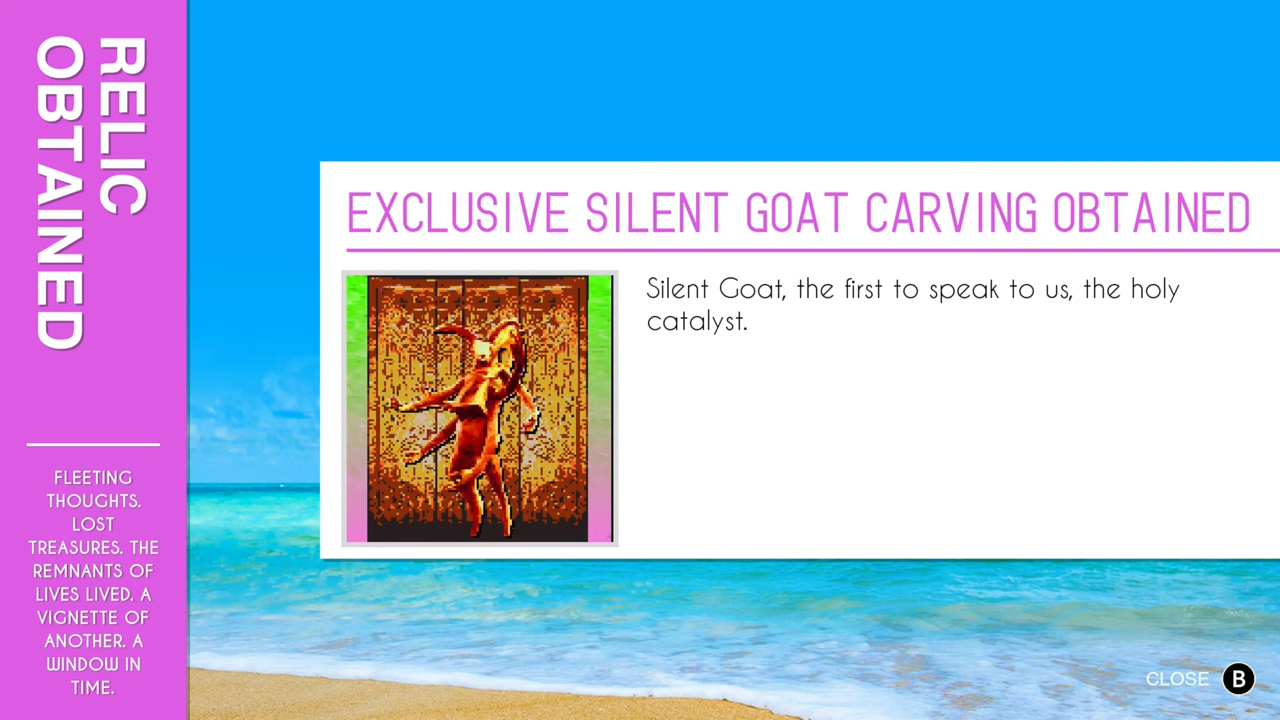 RELIC
OBTAINED
FLEETING
THOUGHTS.
LOST
TREASURES. THE
REMNANTS OF
LIVES LIVED. A
VIGNETTE OF
ANOTHER. A
WINDOW IN
TIME.
EXCLUSIVE SILENT GOAT CARVING OBTAINED
Silent Goat, the first to speak to us, the holy
catalyst.
CLOSE B